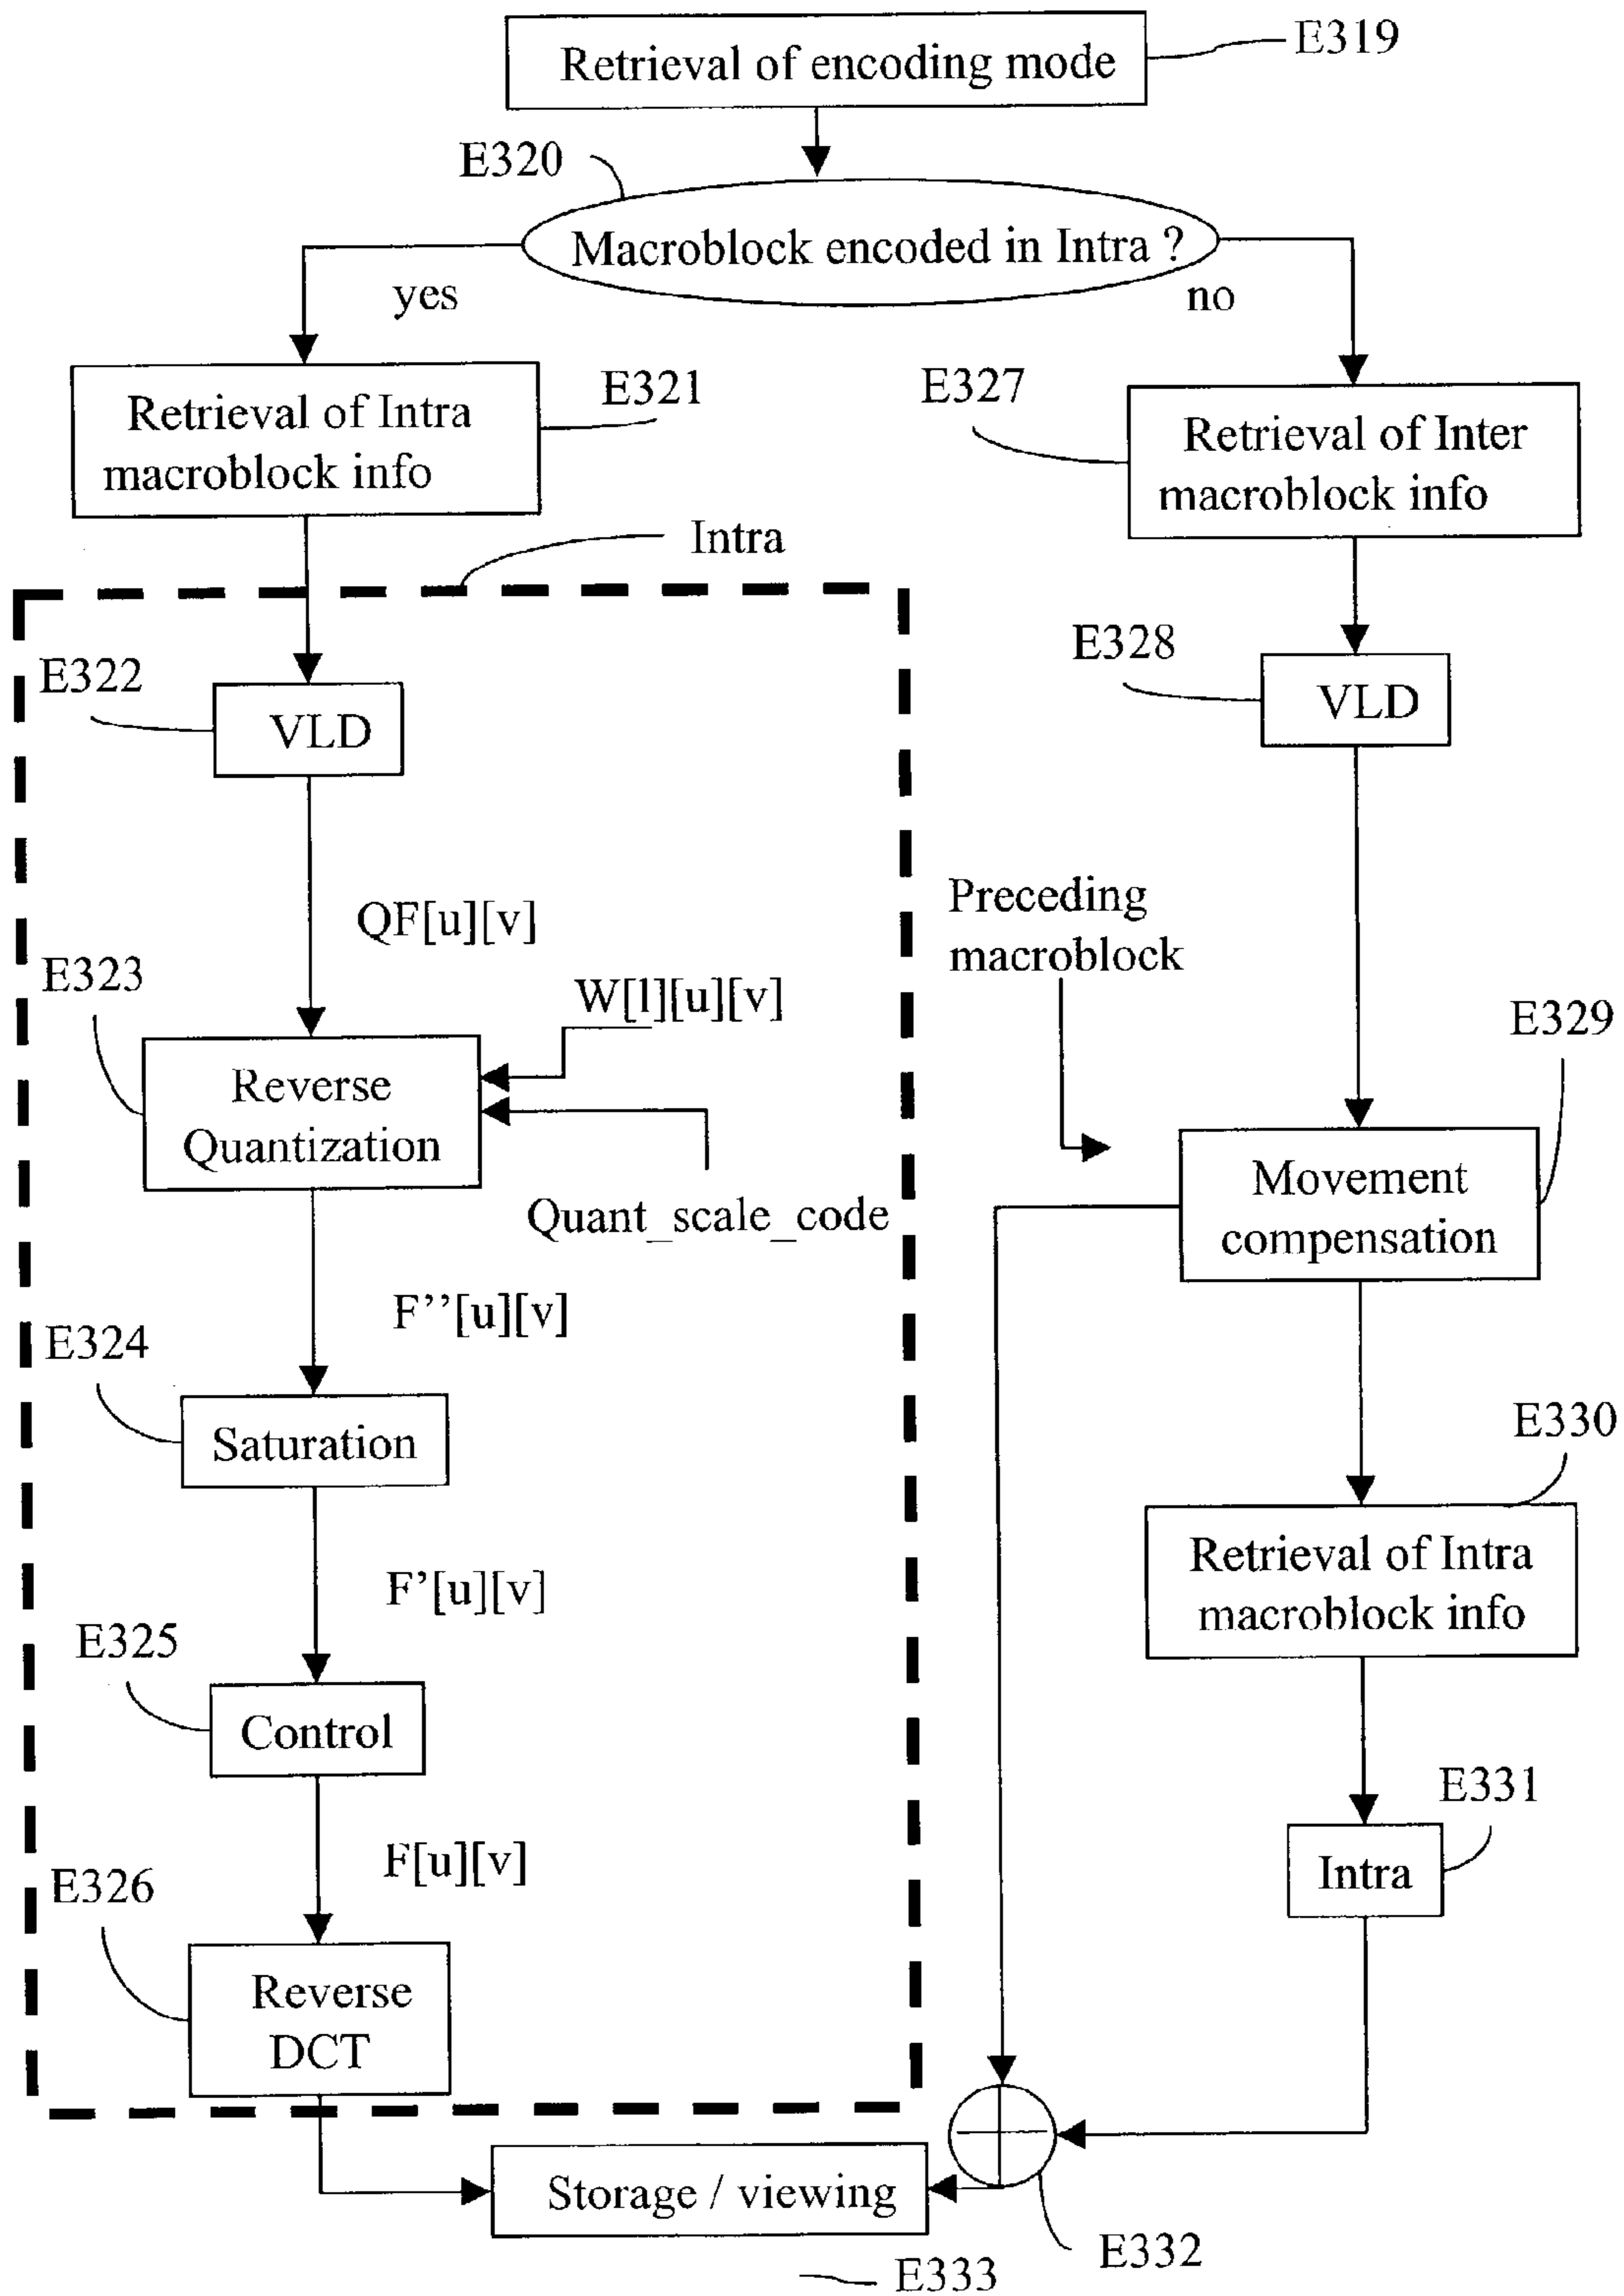 Retrieval of encoding mode
E319
E320
Macroblock encoded in Intra ?
yes
no
Retrieval of Intra
macroblock info
E321
E327
Retrieval of Inter
macroblock info
Intra
E322
VLD
E328
VLD
QF[u][v]
Preceding
macroblock
E323
W[l][u][v]
Reverse
Quantization
Quant_scale_code
E329
Movement
compensation
F’’[u][v]
E324
Saturation
E330
Retrieval of Intra
macroblock info
F'[u][v]
E325
Control
E331
Intra
F[u][v]
E326
Reverse
DCT
Storage / viewing
E332
E333